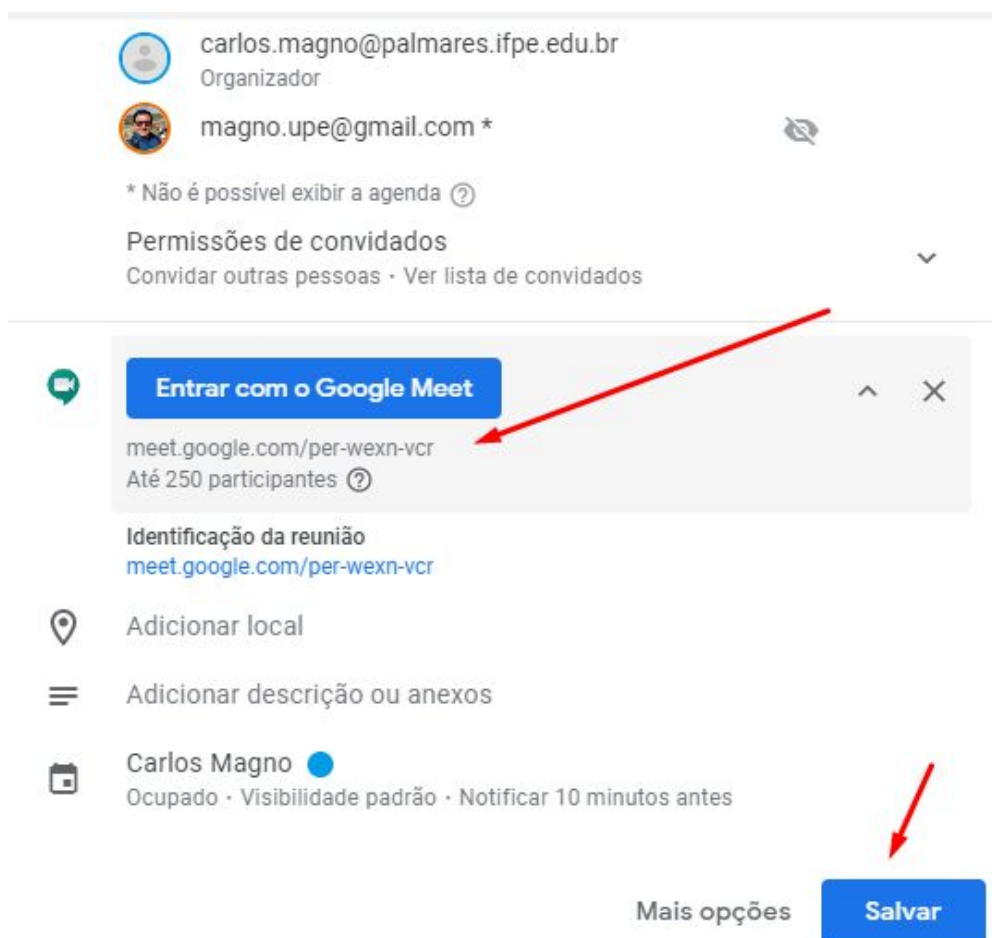 carlos.magno@palmares.ifpe.edu.br
Organizador
magno.upe@gmail.com *
* Não é possível exibir a agenda
Permissões de convidados
Convidar outras pessoas · Ver lista de convidados
Entrar com o Google Meet
meet.google.com/per-wexn-vcr
Até 250 participantes
Identificação da reunião
meet.google.com/per-wexn-vcr
Adicionar local
Adicionar descrição ou anexos
Carlos Magno
Ocupado · Visibilidade padrão · Notificar 10 minutos antes
Mais opções
Salvar